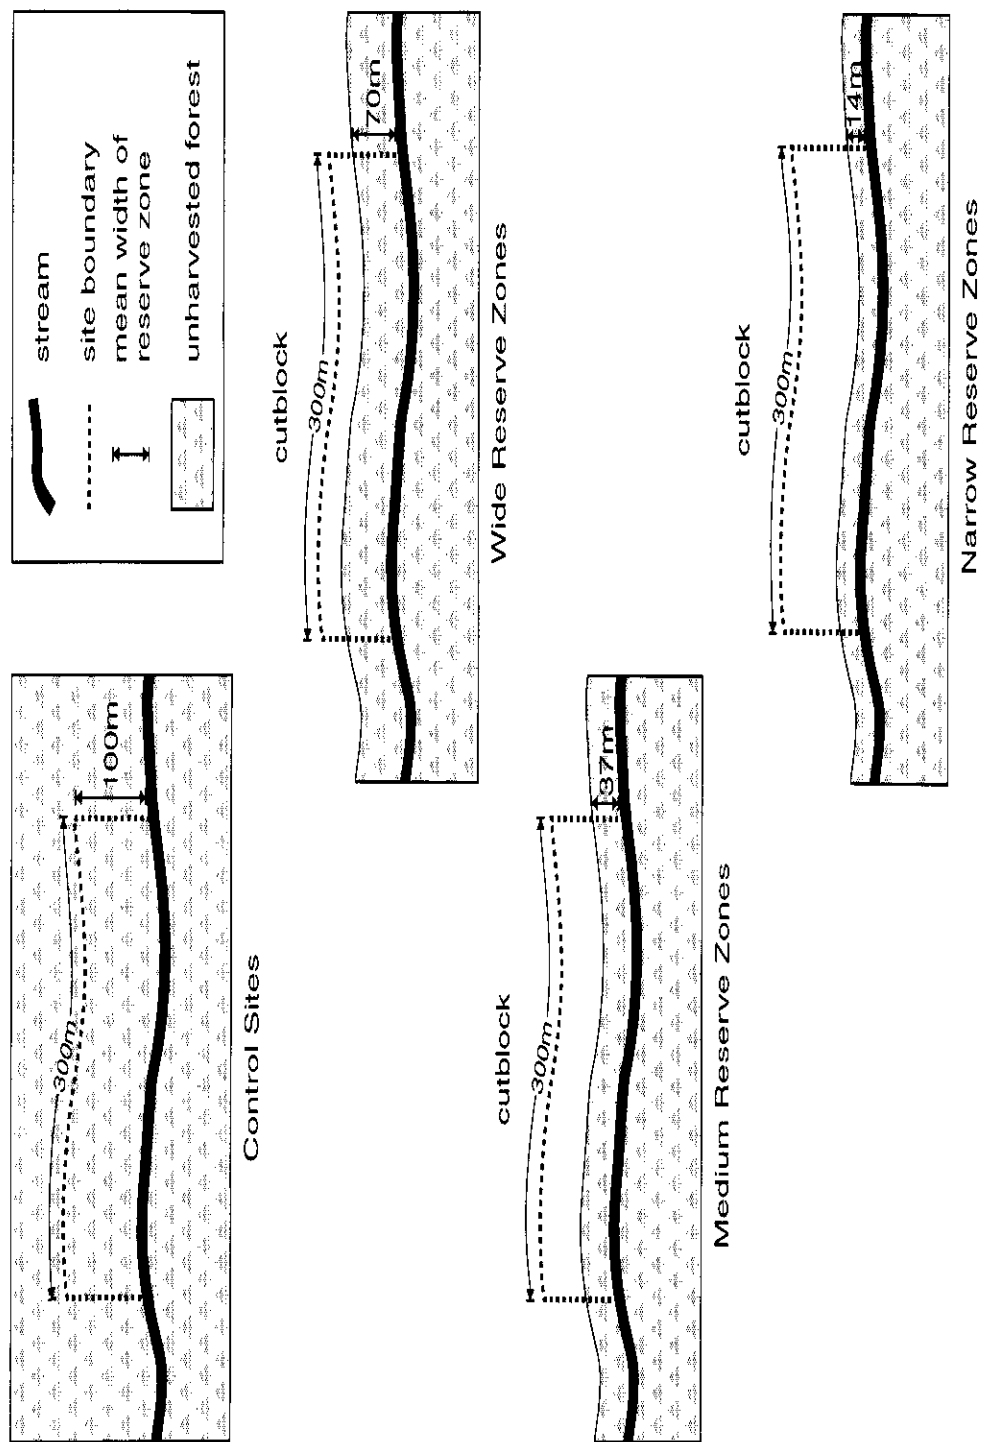 stream
site boundary
mean width of
reserve zone
unharvested forest
300m
100m
Control Sites
cutblock
300m
70m
Wide Reserve Zones
cutblock
300m
37m
Medium Reserve Zones
cutblock
300m
14m
Narrow Reserve Zones